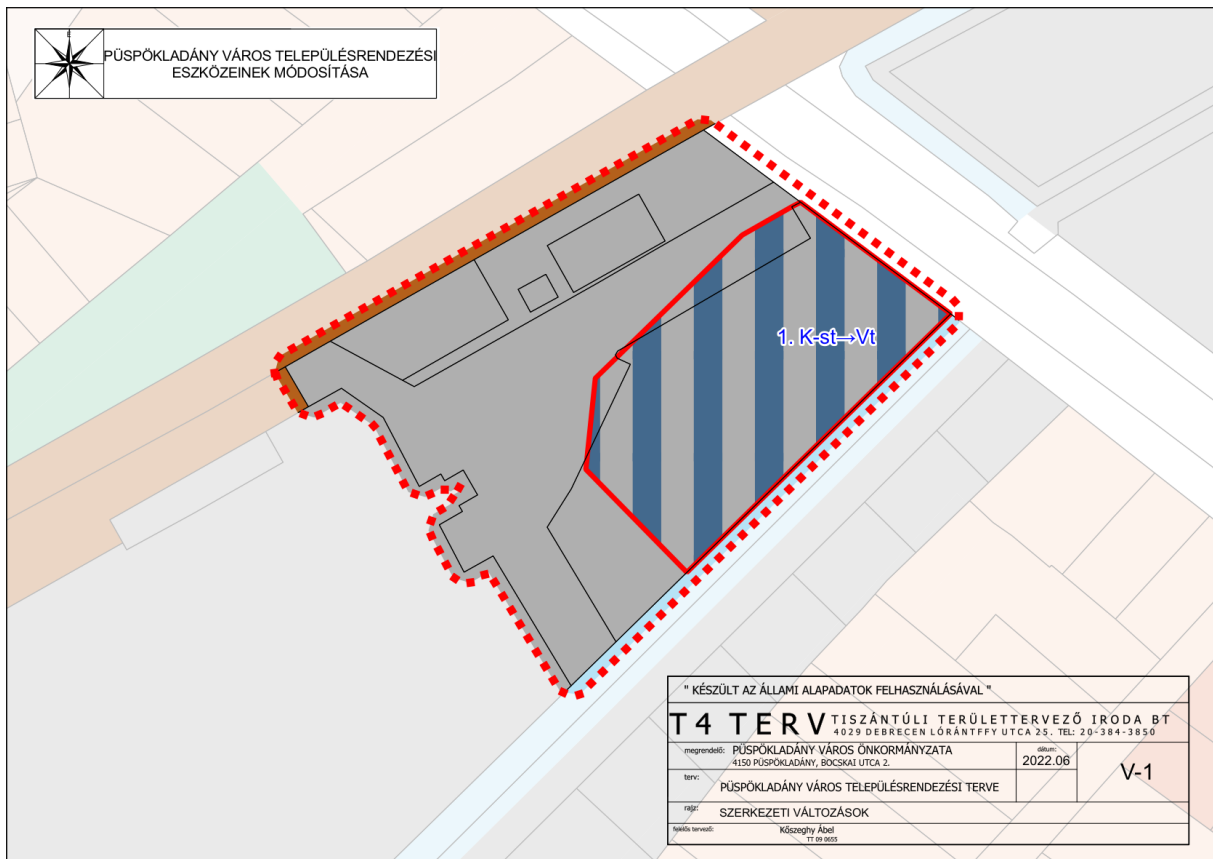 É
PÜSPÖKLADÁNY VÁROS TELEPÜLÉSRENDEZÉSI
ESZKÖZEINEK MÓDOSÍTÁSA
1. K-st→Vt
" KÉSZÜLT AZ ÁLLAMI ALAPADATOK FELHASZNÁLÁSÁVAL "
T4 TERV TISZÁNTÚLI TERÜLETTERVEZŐ IRODA BT
4029 DEBRECEN LÓRÁNTFFY UTCA 25. TEL: 20-384-3850
megrendelő: PÜSPÖKLADÁNY VÁROS ÖNKORMÁNYZATA
4150 PÜSPÖKLADÁNY, BOCSKAI UTCA 2.
dátum:
2022.06
V-1
terv:
PÜSPÖKLADÁNY VÁROS TELEPÜLÉSRENDEZÉSI TERVE
rajz: SZERKEZETI VÁLTOZÁSOK
felelős tervező: Kőszeghy Ábel
TT 09 0655